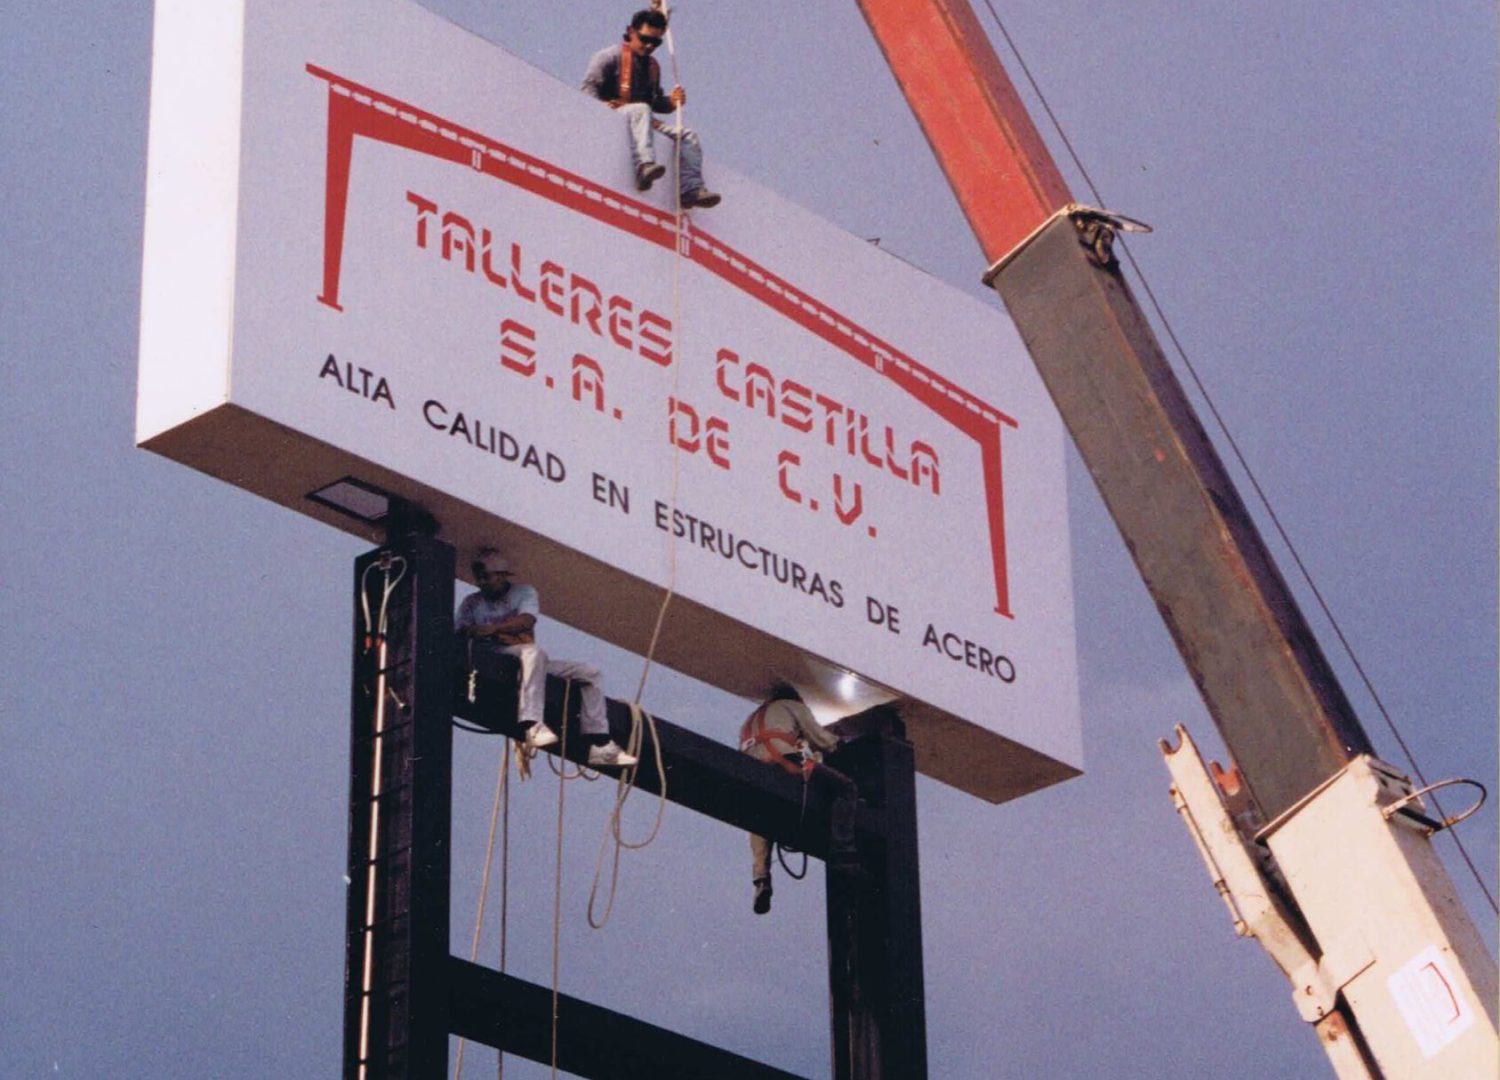 TALLERES CASTILLA
S.A. DE C.V.
ALTA CALIDAD EN ESTRUCTURAS DE ACERO